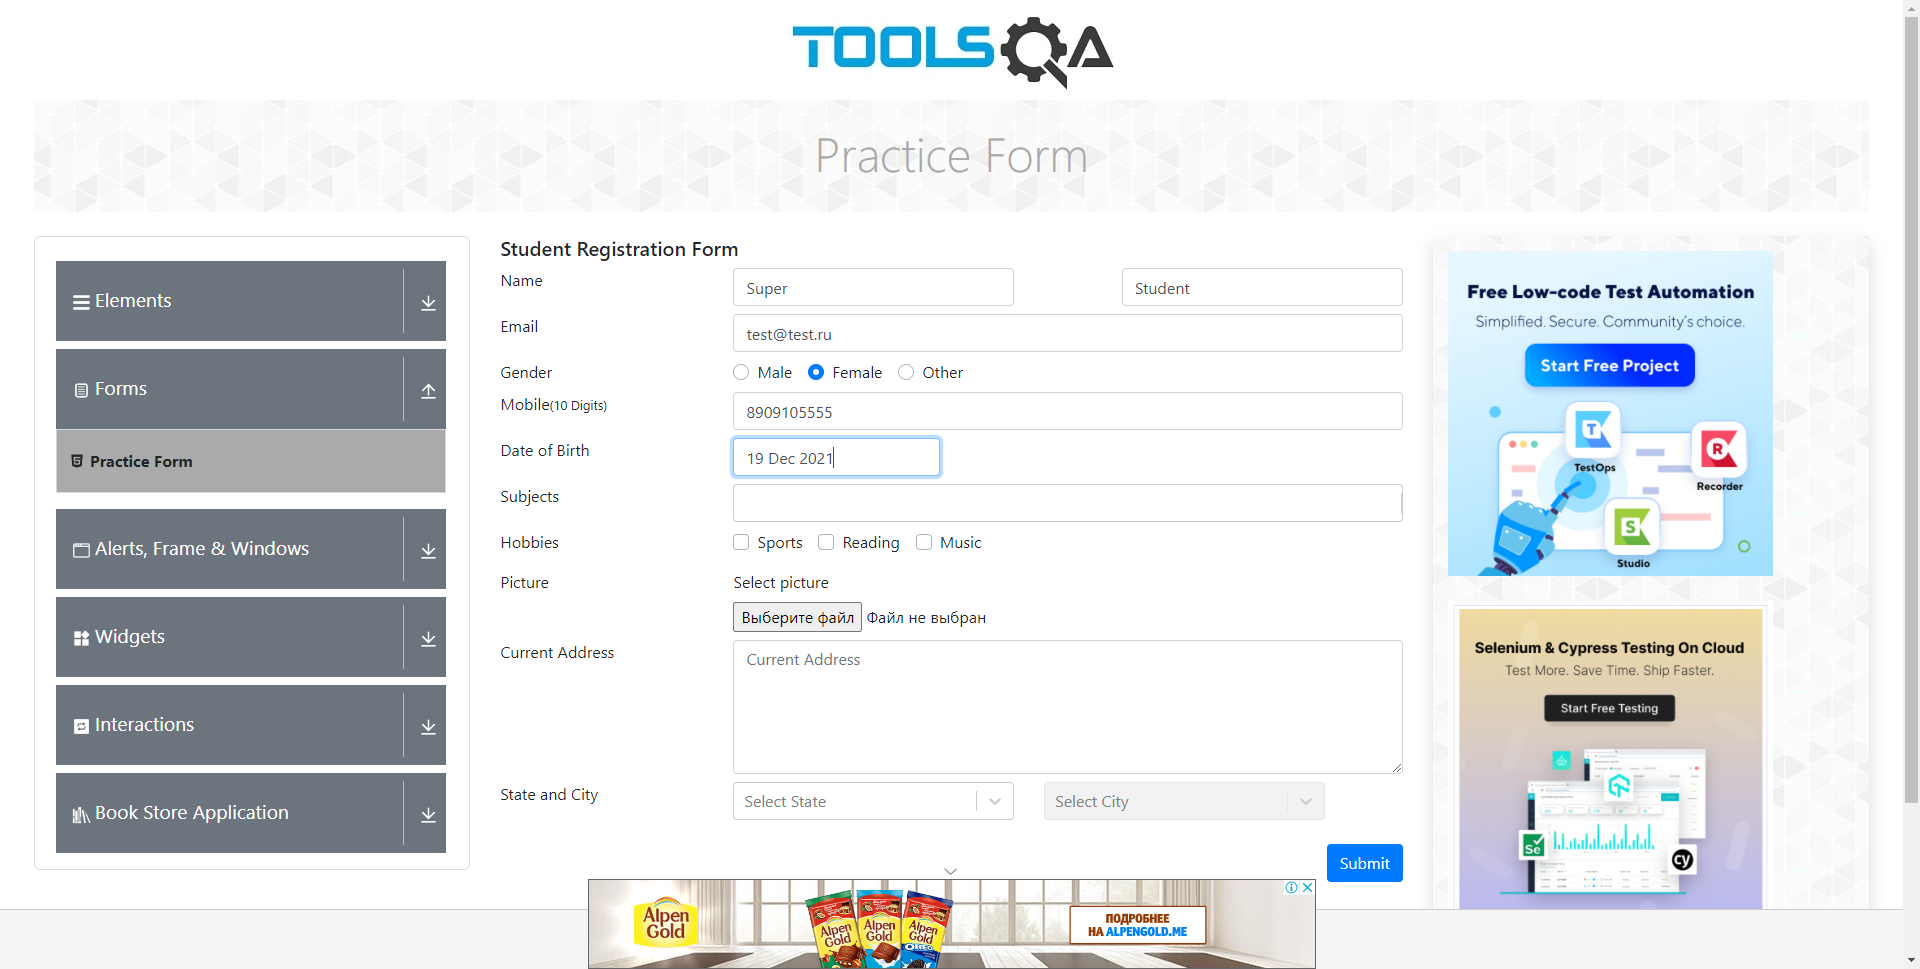 TOOLSQA
Practice Form
Elements
Forms
Practice Form
Alerts, Frame & Windows
Widgets
Interactions
Book Store Application
Student Registration Form
Name
Super
Student
Email
test@test.ru
Gender
Male
Female
Other
Mobile(10 Digits)
8909105555
Date of Birth
19 Dec 2021
Subjects
Hobbies
Sports
Reading
Music
Picture
Select picture
Выберите файл
Файл не выбран
Current Address
Current Address
State and City
Select State
Select City
Submit
Free Low-code Test Automation
Simplified. Secure. Community's choice.
Start Free Project
TestOps
Recorder
Studio
Selenium & Cypress Testing On Cloud
Test More. Save Time. Ship Faster.
Start Free Testing
Se
cy
Alpen
Gold
Alpen
Gold
Alpen
Gold
Alpen
Gold
OREO
ПОДРОБНЕЕ
НА ALPENGOLD.ME